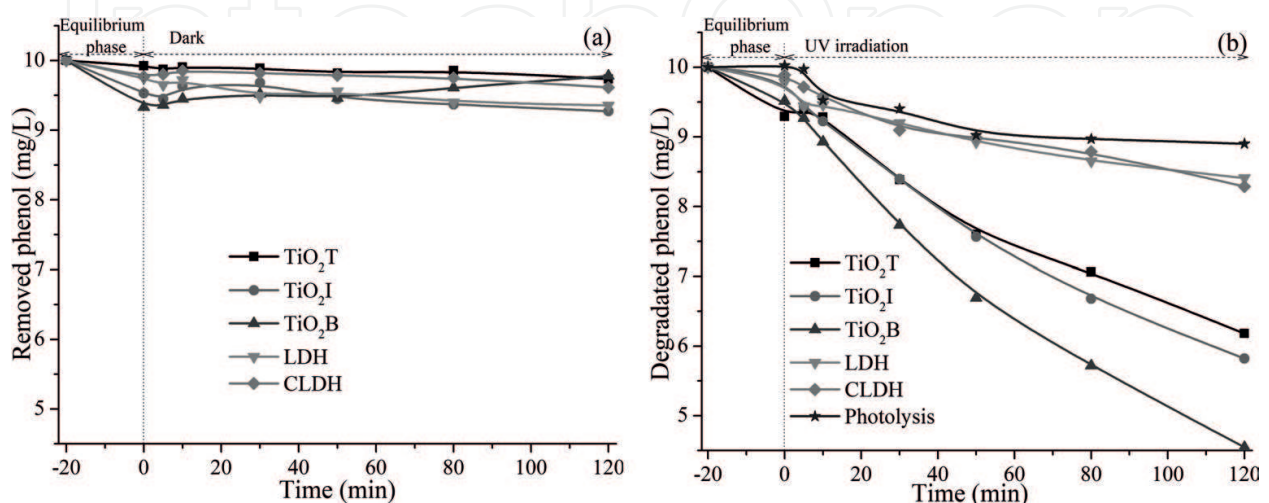 Equilibrium phase
Dark
(a)
Removed phenol (mg/L)
10
9
8
7
6
5
TiO₂T
TiO₂I
TiO₂B
LDH
CLDH
-20 0 20 40 60 80 100 120
Time (min)
Equilibrium phase
UV irradiation
(b)
Degradated phenol (mg/L)
10
9
8
7
6
5
TiO₂T
TiO₂I
TiO₂B
LDH
CLDH
Photolysis
-20 0 20 40 60 80 100 120
Time (min)